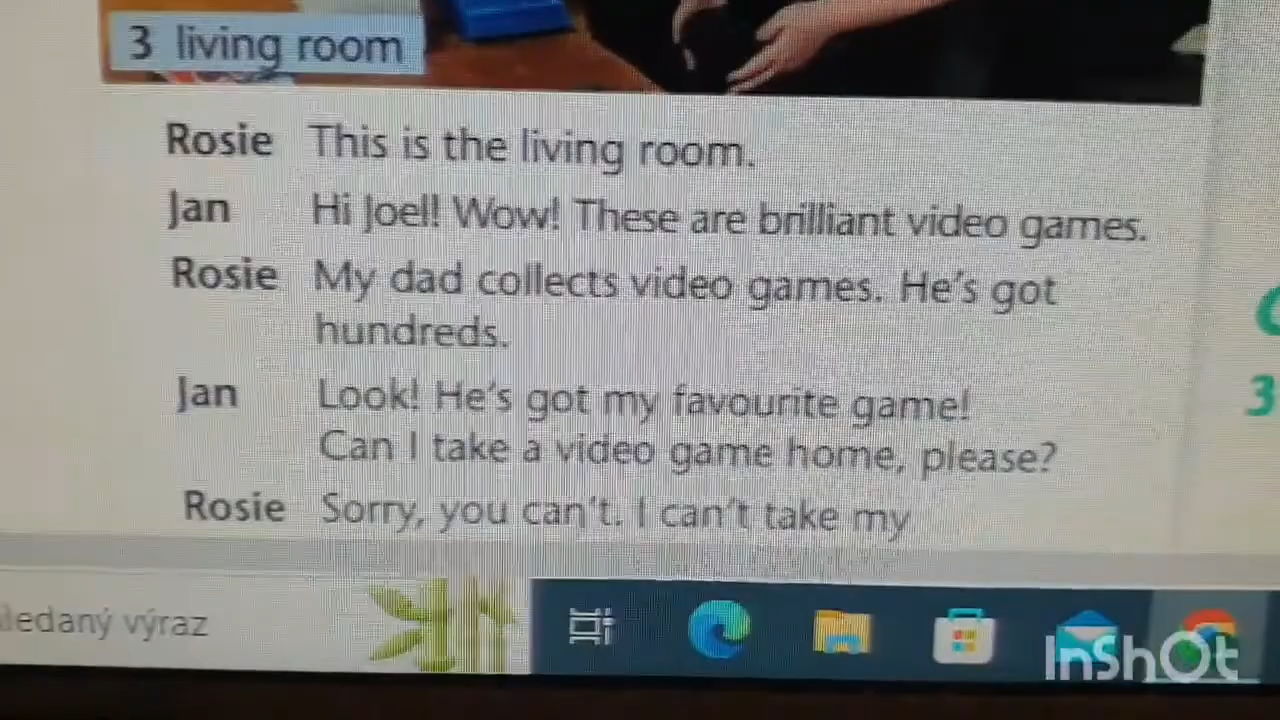 3 living room
Rosie This is the living room.
Jan Hi Joel! Wow! These are brilliant video games.
Rosie My dad collects video games. He's got
hundreds.
Jan Look! He's got my favourite game!
Can I take a video game home, please?
Rosie Sorry, you can't. I can't take my
3
ledaný výraz
InShOt